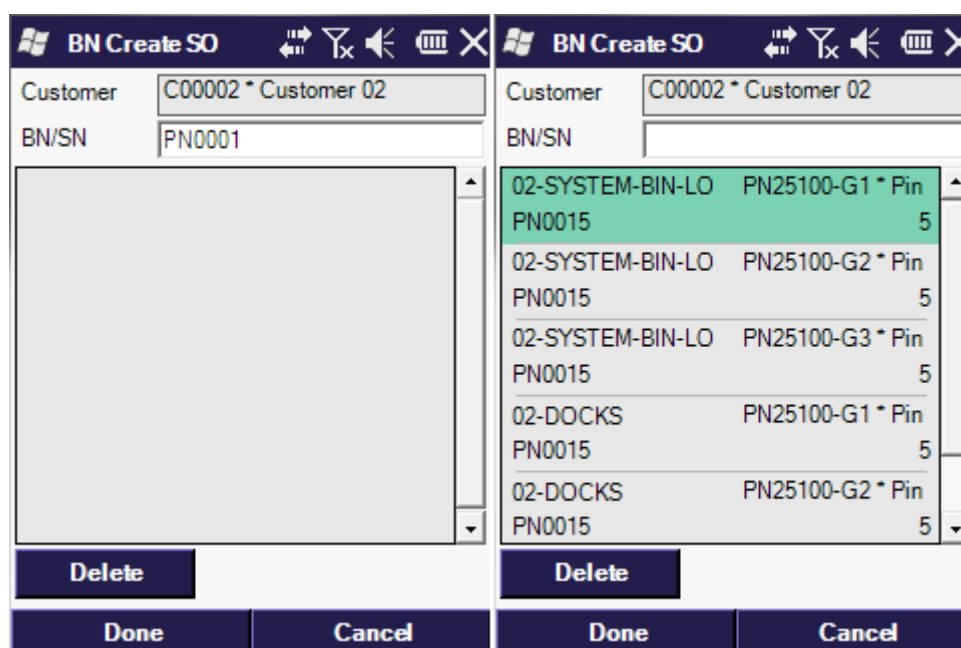 BN Create SO
Customer C00002 * Customer 02
BN/SN PN0001
Delete
Done Cancel
BN Create SO
Customer C00002 * Customer 02
BN/SN
02-SYSTEM-BIN-LO PN25100-G1 * Pin
PN0015 5
02-SYSTEM-BIN-LO PN25100-G2 * Pin
PN0015 5
02-SYSTEM-BIN-LO PN25100-G3 * Pin
PN0015 5
02-DOCKS PN25100-G1 * Pin
PN0015 5
02-DOCKS PN25100-G2 * Pin
PN0015 5
Delete
Done Cancel